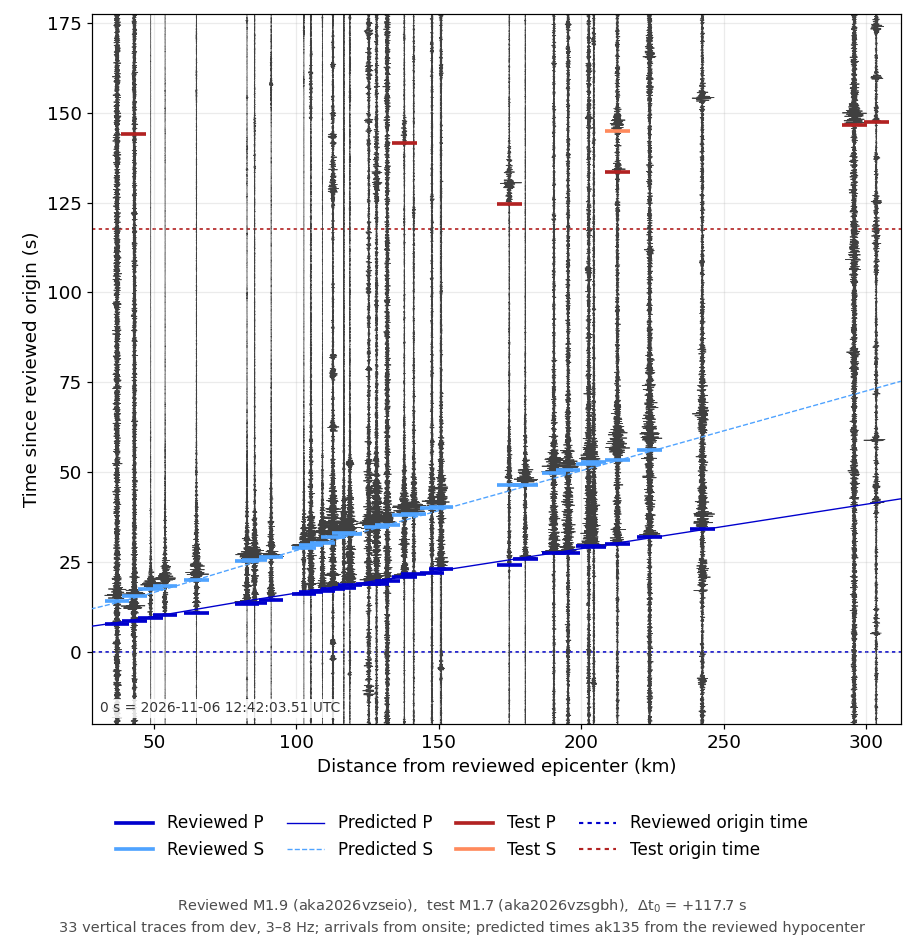 175
150
125
100
75
50
25
0
Time since reviewed origin (s)
0 s = 2026-11-06 12:42:03.51 UTC
50 100 150 200 250 300
Distance from reviewed epicenter (km)
Reviewed P Predicted P Test P Reviewed origin time
Reviewed S Predicted S Test S Test origin time
Reviewed M1.9 (aka2026vzseio), test M1.7 (aka2026vzsgbh), Δt₀ = +117.7 s
33 vertical traces from dev, 3–8 Hz; arrivals from onsite; predicted times ak135 from the reviewed hypocenter